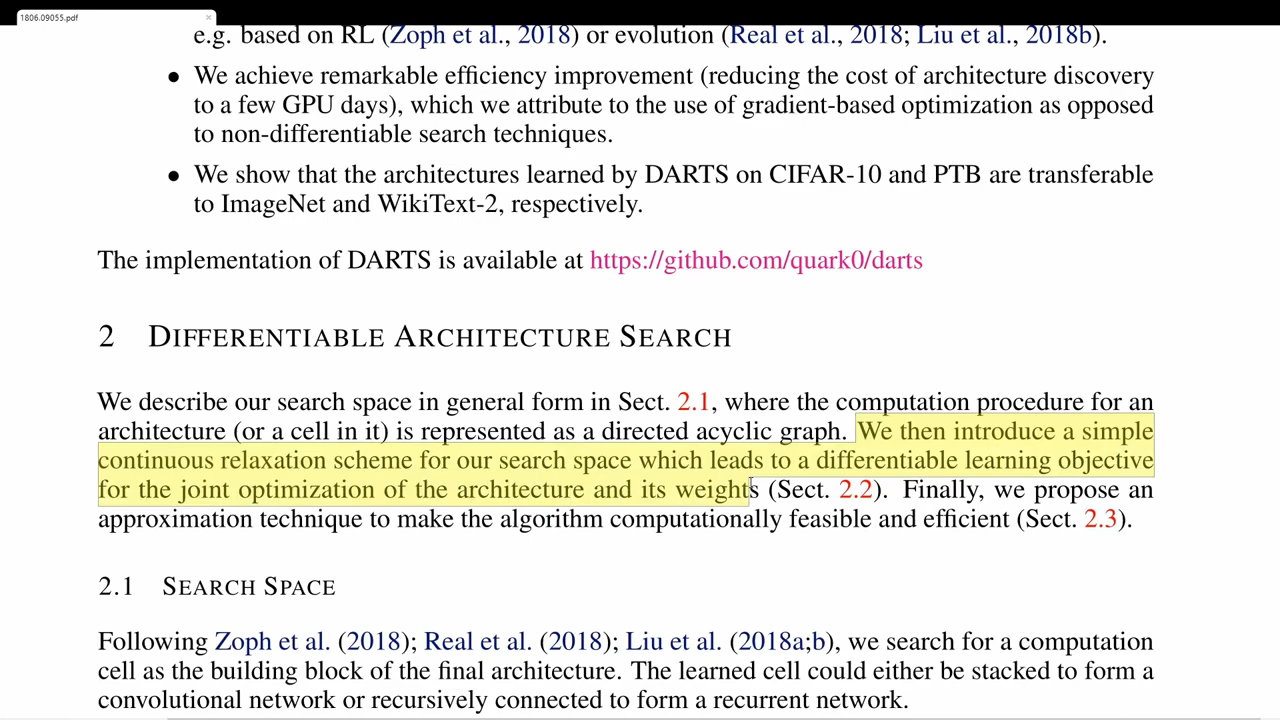 1806.09055.pdf
e.g. based on RL (Zoph et al., 2018) or evolution (Real et al., 2018; Liu et al., 2018b).
• We achieve remarkable efficiency improvement (reducing the cost of architecture discovery
to a few GPU days), which we attribute to the use of gradient-based optimization as opposed
to non-differentiable search techniques.
• We show that the architectures learned by DARTS on CIFAR-10 and PTB are transferable
to ImageNet and WikiText-2, respectively.
The implementation of DARTS is available at https://github.com/quark0/darts
2 DIFFERENTIABLE ARCHITECTURE SEARCH
We describe our search space in general form in Sect. 2.1, where the computation procedure for an
architecture (or a cell in it) is represented as a directed acyclic graph. We then introduce a simple
continuous relaxation scheme for our search space which leads to a differentiable learning objective
for the joint optimization of the architecture and its weights (Sect. 2.2). Finally, we propose an
approximation technique to make the algorithm computationally feasible and efficient (Sect. 2.3).
2.1 SEARCH SPACE
Following Zoph et al. (2018); Real et al. (2018); Liu et al. (2018a;b), we search for a computation
cell as the building block of the final architecture. The learned cell could either be stacked to form a
convolutional network or recursively connected to form a recurrent network.